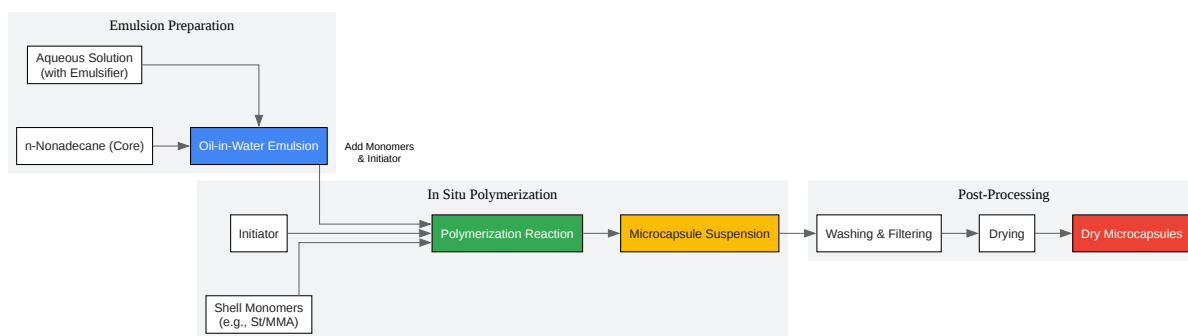 Emulsion Preparation
Aqueous Solution
(with Emulsifier)
n-Nonadecane (Core)
Oil-in-Water Emulsion
Add Monomers
& Initiator
In Situ Polymerization
Initiator
Polymerization Reaction
Microcapsule Suspension
Shell Monomers
(e.g., St/MMA)
Post-Processing
Washing & Filtering
Drying
Dry Microcapsules